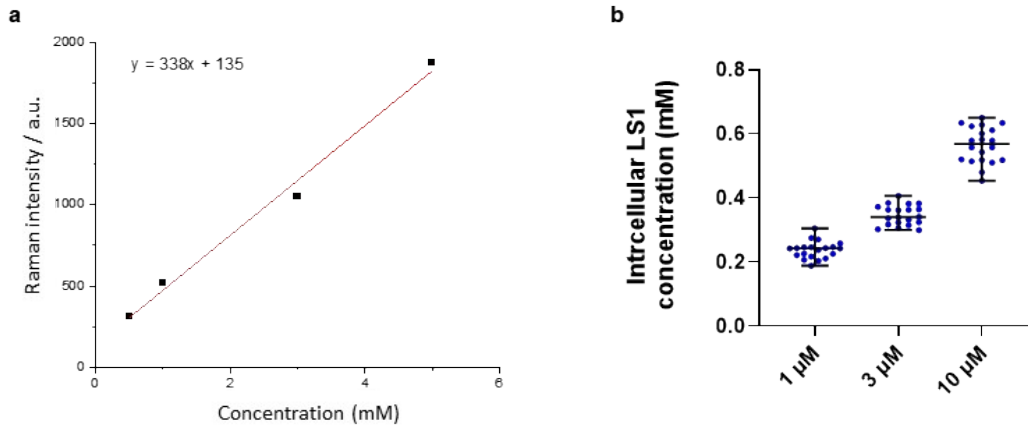 a
y = 338x + 135
Raman intensity / a.u.
2000
1500
1000
500
0
0 2 4 6
Concentration (mM)
b
Intrcellular LS1
concentration (mM)
0.8
0.6
0.4
0.2
0.0
1 µM
3 µM
10 µM